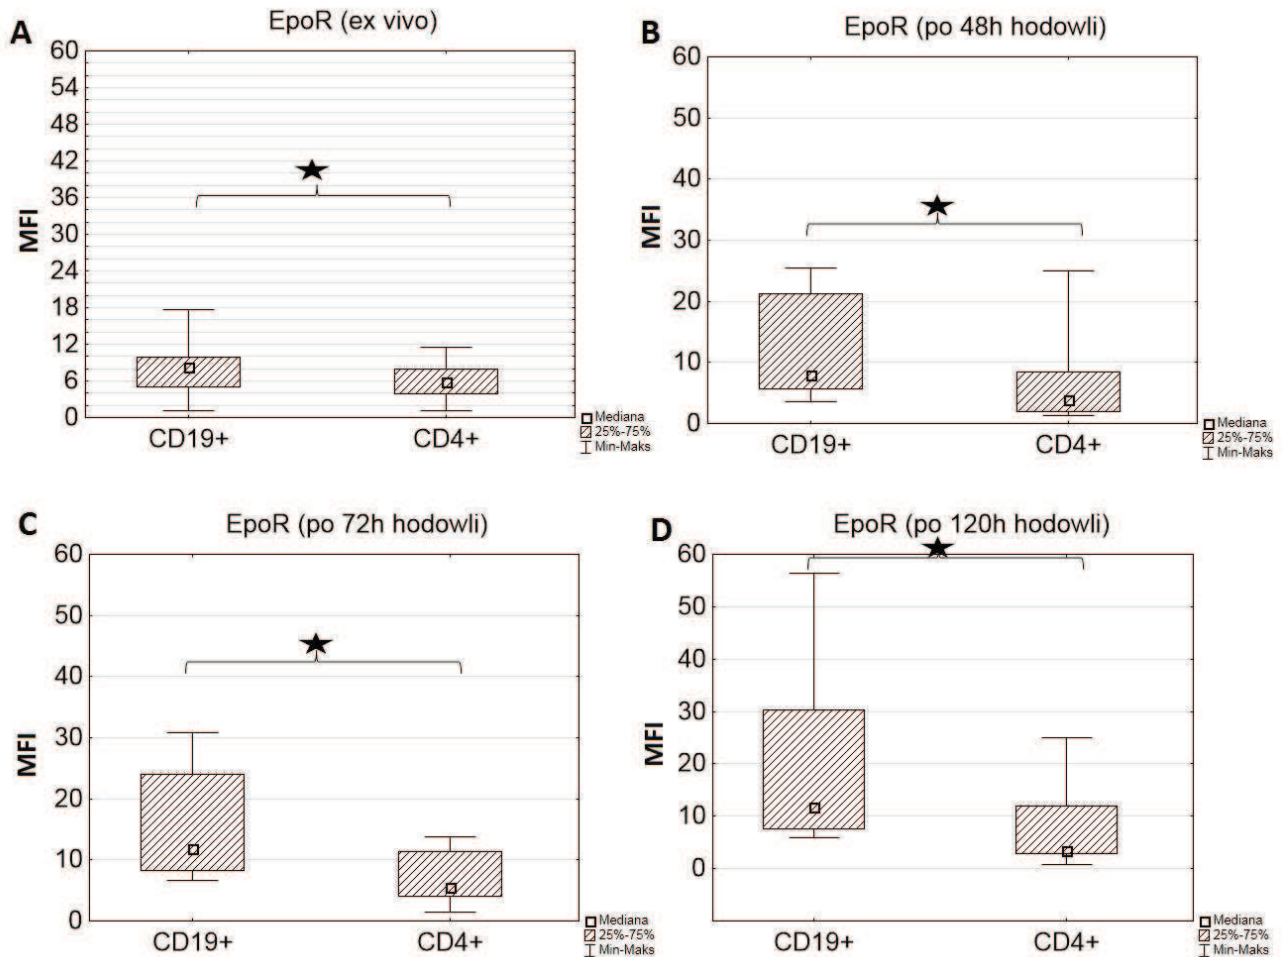 A
EpoR (ex vivo)
60
54
48
42
36
30
24
18
12
6
0
MFI
CD19+
CD4+
Mediana
25%-75%
Min-Maks
B
EpoR (po 48h hodowli)
60
50
40
30
20
10
0
MFI
CD19+
CD4+
Mediana
25%-75%
Min-Maks
C
EpoR (po 72h hodowli)
60
50
40
30
20
10
0
MFI
CD19+
CD4+
Mediana
25%-75%
Min-Maks
D
EpoR (po 120h hodowli)
60
50
40
30
20
10
0
MFI
CD19+
CD4+
Mediana
25%-75%
Min-Maks